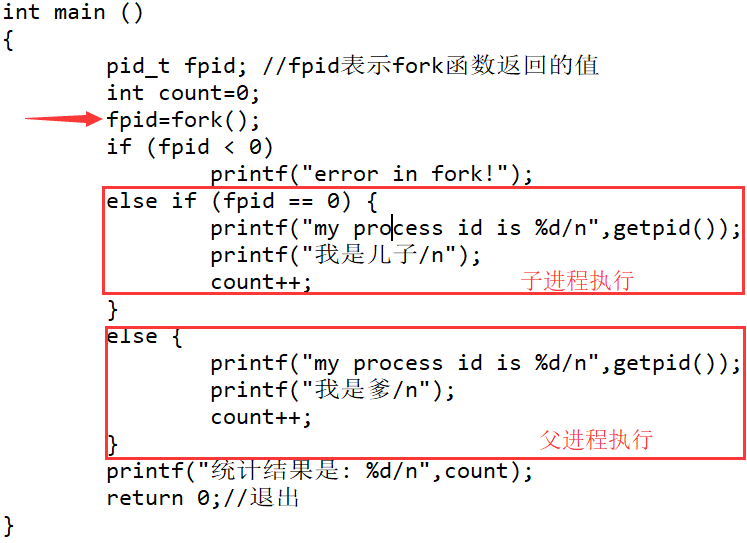 int main ()
{
pid_t fpid; //fpid表示fork函数返回的值
int count=0;
fpid=fork();
if (fpid < 0)
printf("error in fork!");
else if (fpid == 0) {
printf("my process id is %d/n",getpid());
printf("我是儿子/n");
count++;
子进程执行
}
else {
printf("my process id is %d/n",getpid());
printf("我是爹/n");
count++;
}
父进程执行
printf("统计结果是: %d/n",count);
return 0;//退出
}